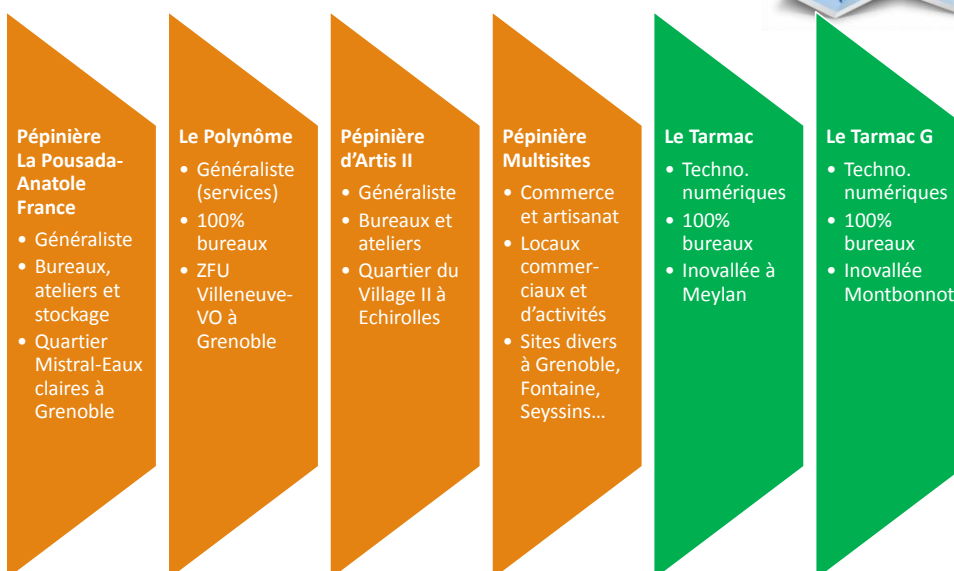 Pépinière
La Pousada-
Anatole
France
• Généraliste
• Bureaux,
ateliers et
stockage
• Quartier
Mistral-Eaux
claires à
Grenoble
Le Polynôme
• Généraliste
(services)
• 100%
bureaux
• ZFU
Villeneuve-
VO à
Grenoble
Pépinière
d’Artis II
• Généraliste
• Bureaux et
ateliers
• Quartier du
Village II à
Echirolles
Pépinière
Multisites
• Commerce
et artisanat
• Locaux
commer-
ciaux et
d’activités
• Sites divers
à Grenoble,
Fontaine,
Seyssins…
Le Tarmac
• Techno.
numériques
• 100%
bureaux
• Inovallée à
Meylan
Le Tarmac G
• Techno.
numériques
• 100%
bureaux
• Inovallée
Montbonnot